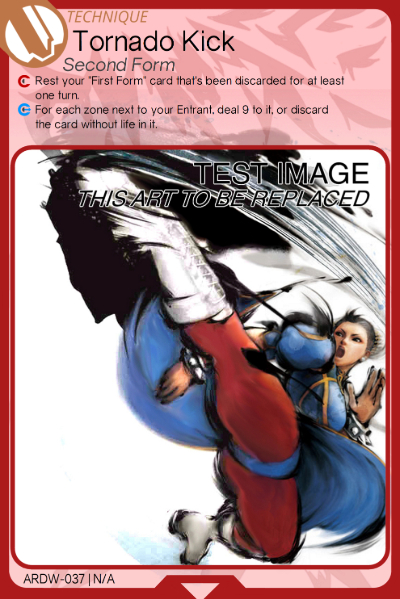 TECHNIQUE
Tornado Kick
Second Form
C Rest your "First Form" card that's been discarded for at least
one turn.
C For each zone next to your Entrant, deal 9 to it, or discard
the card without life in it.
TEST IMAGE
THIS ART TO BE REPLACED
ARDW-037 | N/A